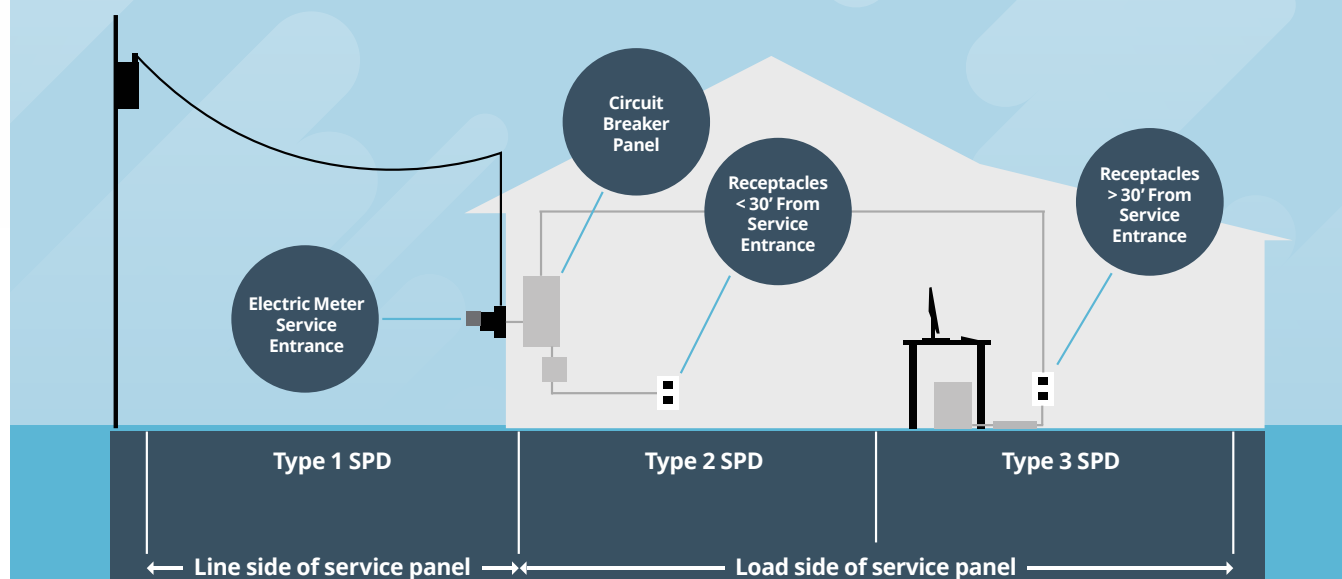 Circuit
Breaker
Panel
Receptacles
< 30’ From
Service
Entrance
Receptacles
> 30’ From
Service
Entrance
Electric Meter
Service
Entrance
Type 1 SPD
Type 2 SPD
Type 3 SPD
Line side of service panel
Load side of service panel